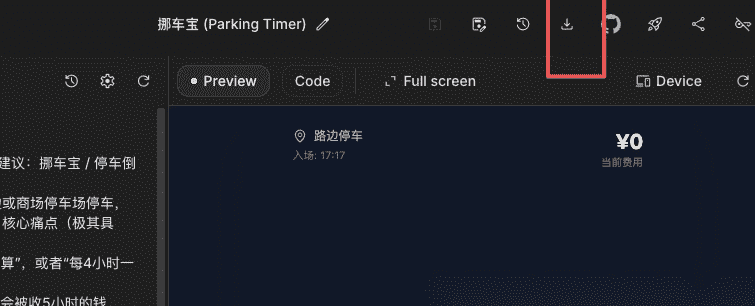 挪车宝 (Parking Timer)
Preview
Code
Full screen
Device
建议：挪车宝 / 停车倒
边或商场停车场停车，
核心痛点（极其具
算”，或者“每4小时一
会被收5小时的钱
路边停车
入场: 17:17
¥0
当前费用